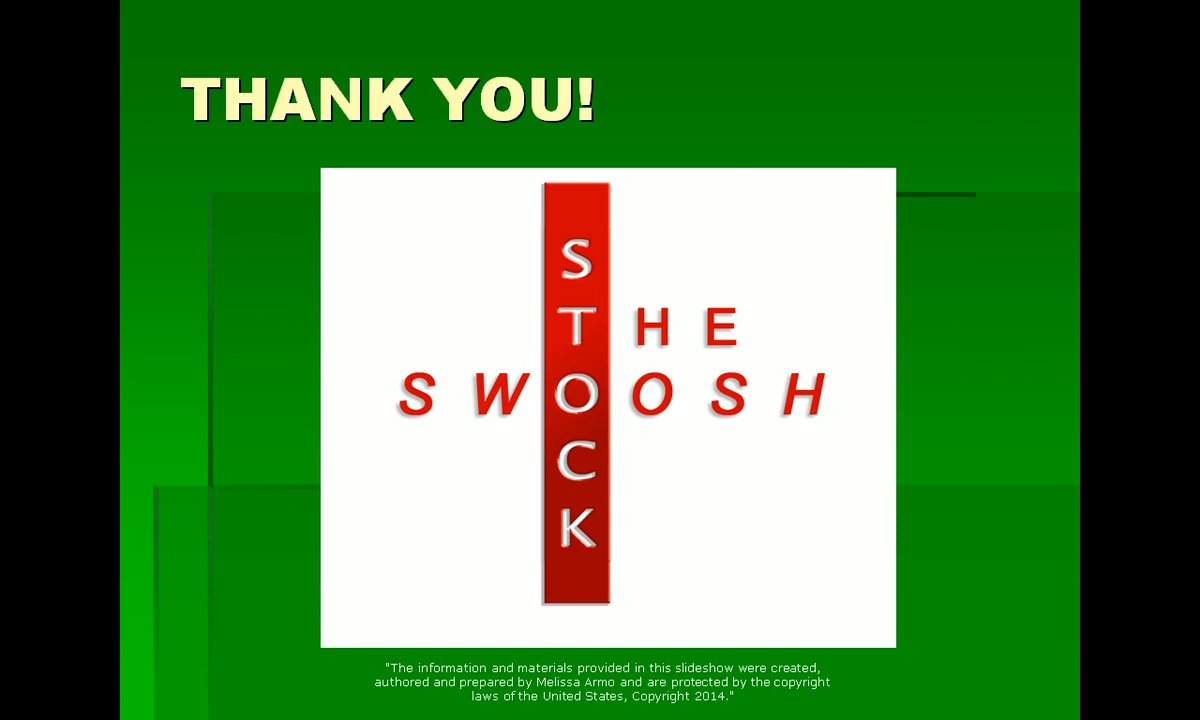 THANK YOU!
S
T H E
S W O O S H
C
K
"The information and materials provided in this slideshow were created,
authored and prepared by Melissa Armo and are protected by the copyright
laws of the United States, Copyright 2014."